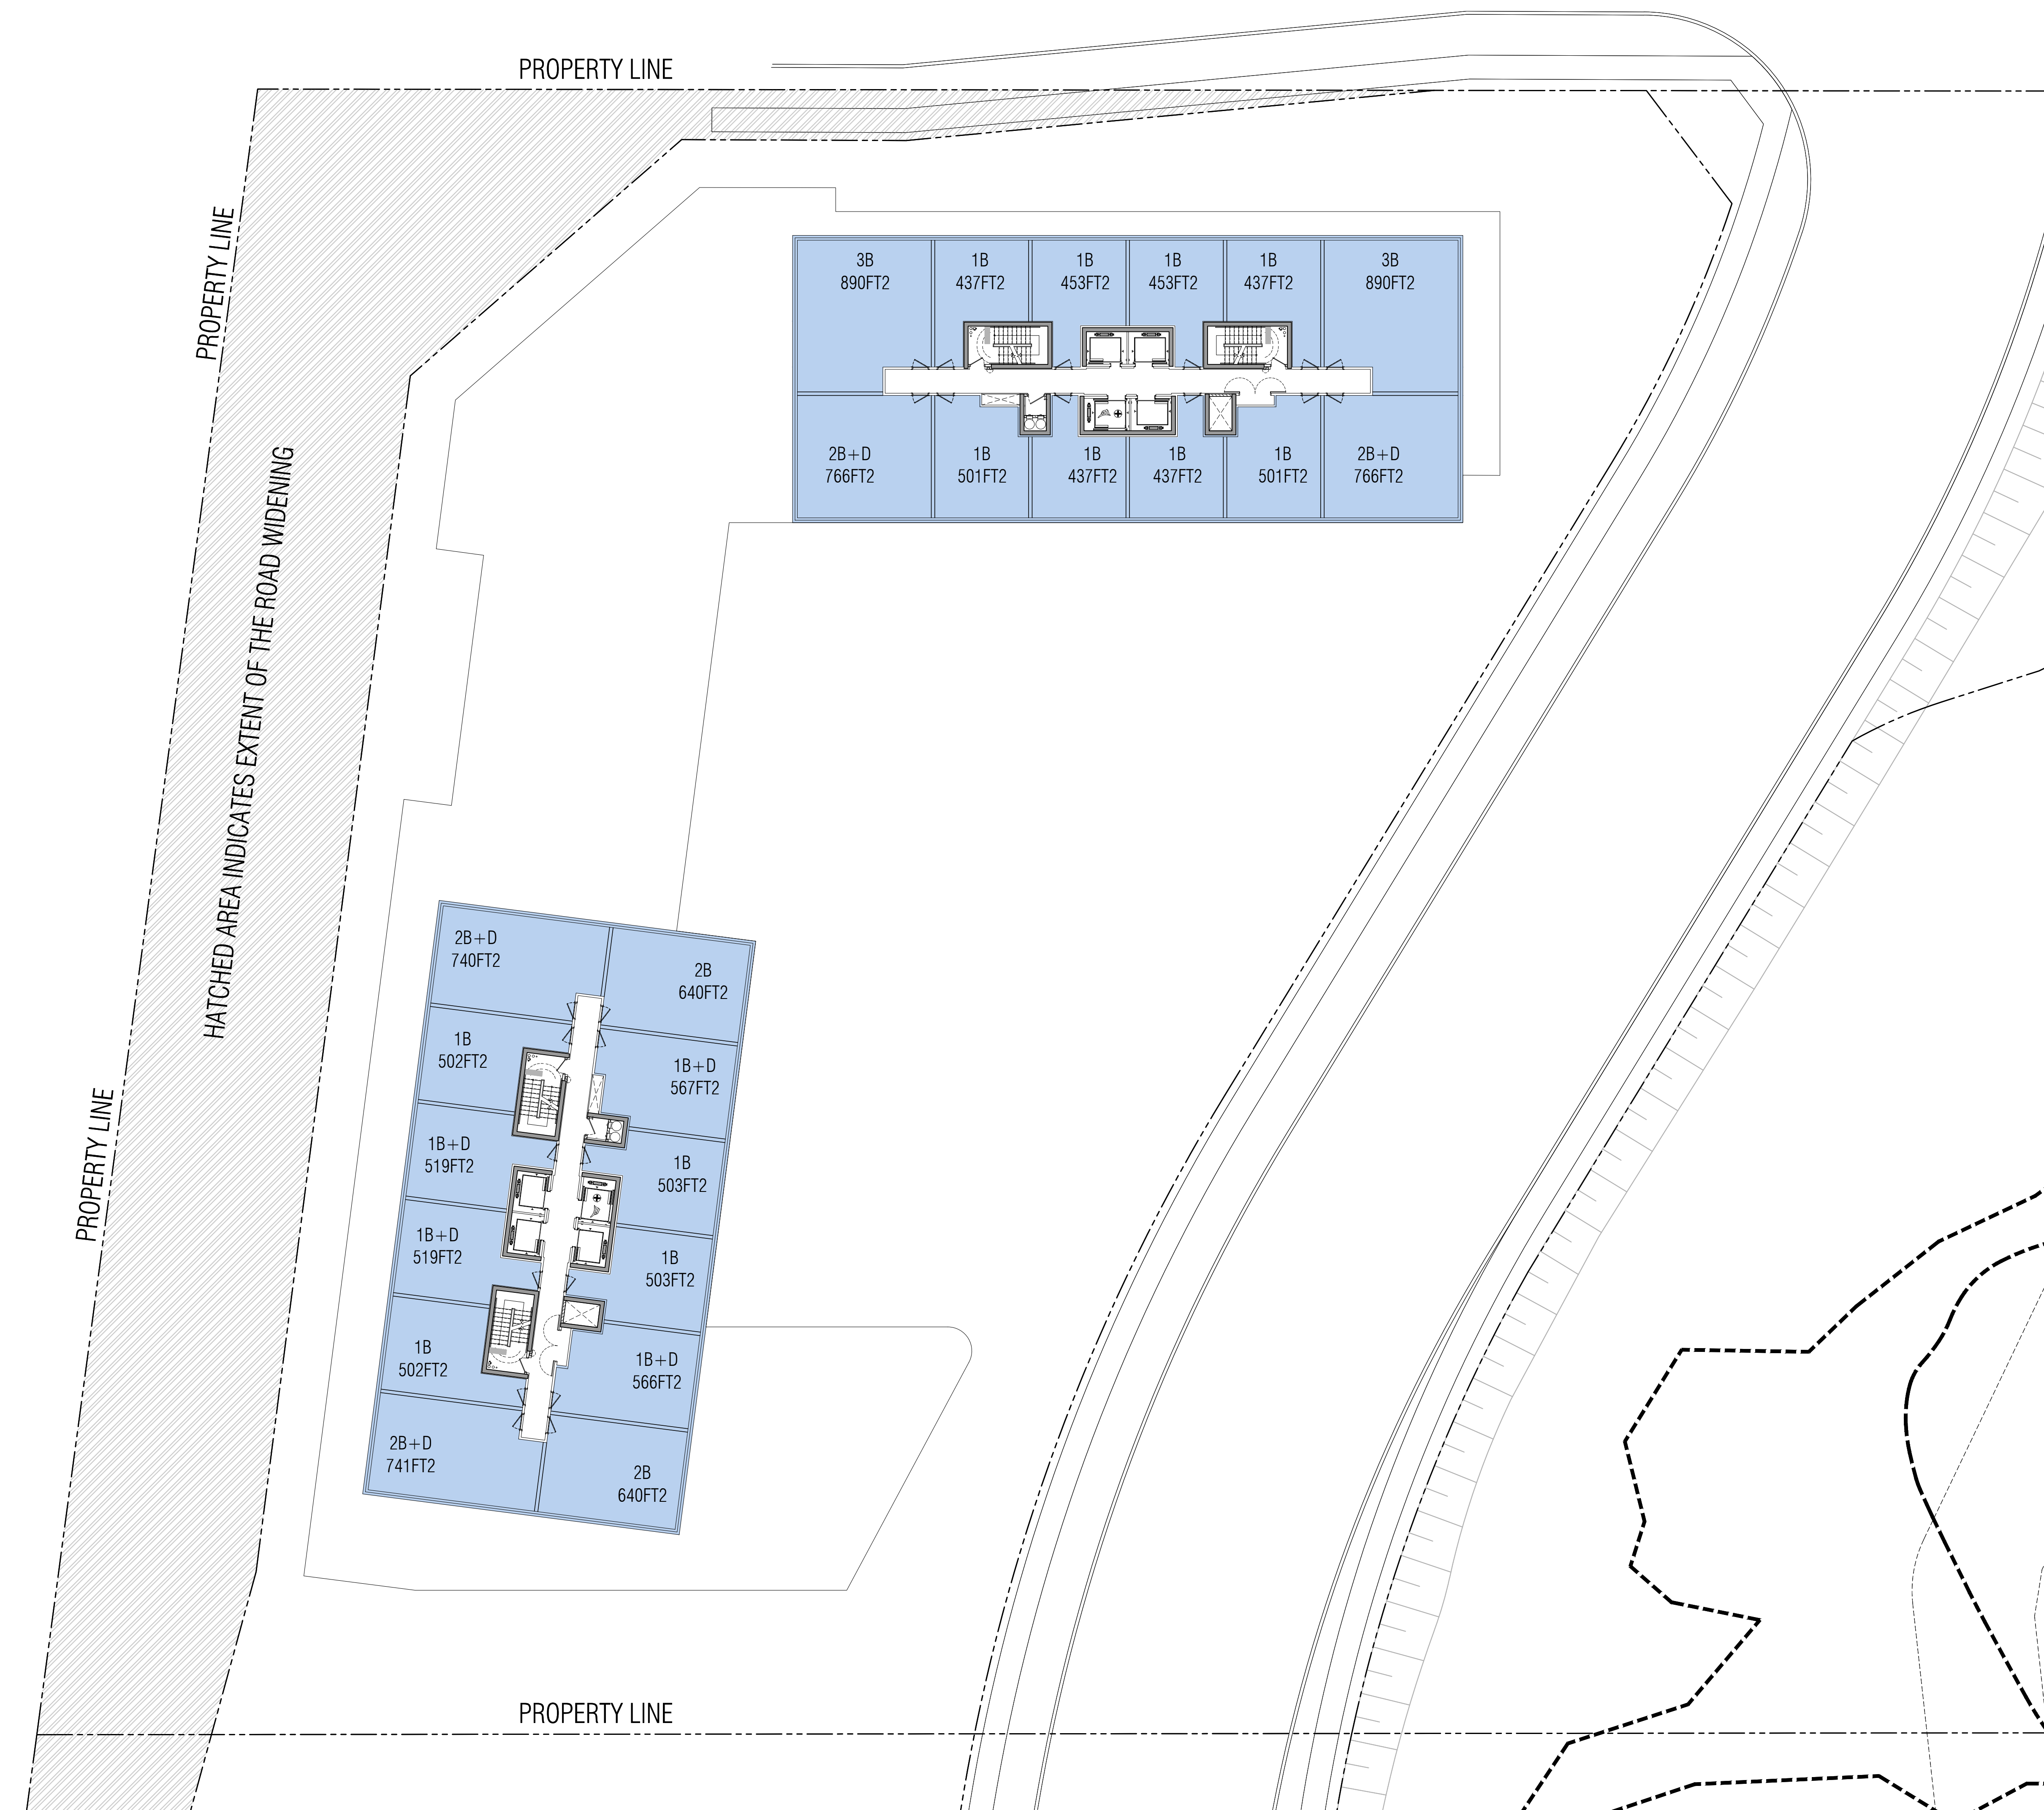 PROPERTY LINE
PROPERTY LINE
HATCHED AREA INDICATES EXTENT OF THE ROAD WIDENING
PROPERTY LINE
3B
890FT2
1B
437FT2
1B
453FT2
1B
453FT2
1B
437FT2
3B
890FT2
2B+D
766FT2
1B
501FT2
1B
437FT2
1B
437FT2
1B
501FT2
2B+D
766FT2
2B+D
740FT2
2B
640FT2
1B
502FT2
1B+D
567FT2
1B+D
519FT2
1B
503FT2
1B+D
519FT2
1B
503FT2
1B
502FT2
1B+D
566FT2
2B+D
741FT2
2B
640FT2
PROPERTY LINE